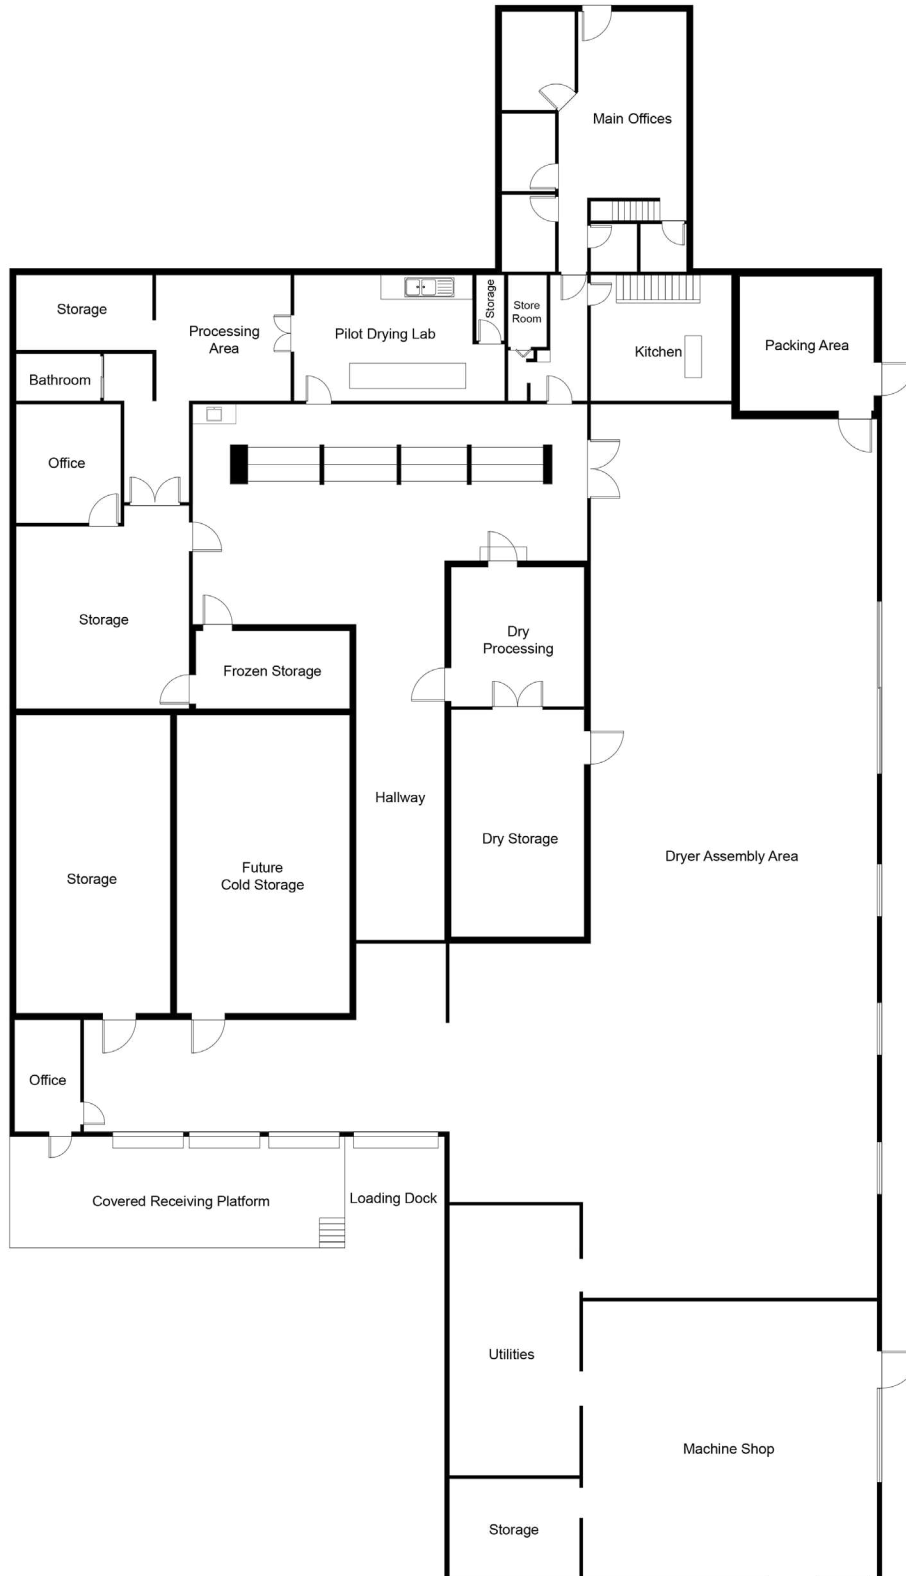 Main Offices
Storage
Storage
Store
Room
Processing
Area
Pilot Drying Lab
Kitchen
Packing Area
Bathroom
Office
Storage
Dry
Processing
Frozen Storage
Hallway
Dry Storage
Dryer Assembly Area
Storage
Future
Cold Storage
Office
Covered Receiving Platform
Loading Dock
Utilities
Machine Shop
Storage